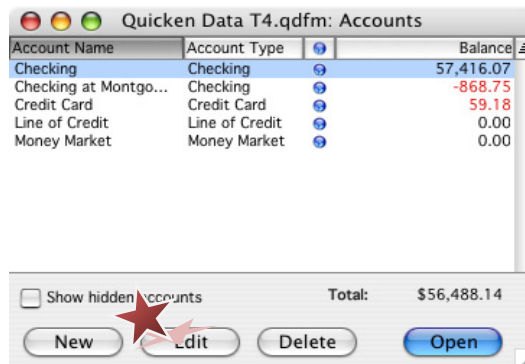 Quicken Data T4.qdfm: Accounts
Account Name Account Type Balance
Checking Checking 57,416.07
Checking at Montgo... Checking -868.75
Credit Card Credit Card 59.18
Line of Credit Line of Credit 0.00
Money Market Money Market 0.00
Show hidden accounts Total: $56,488.14
New Edit Delete Open